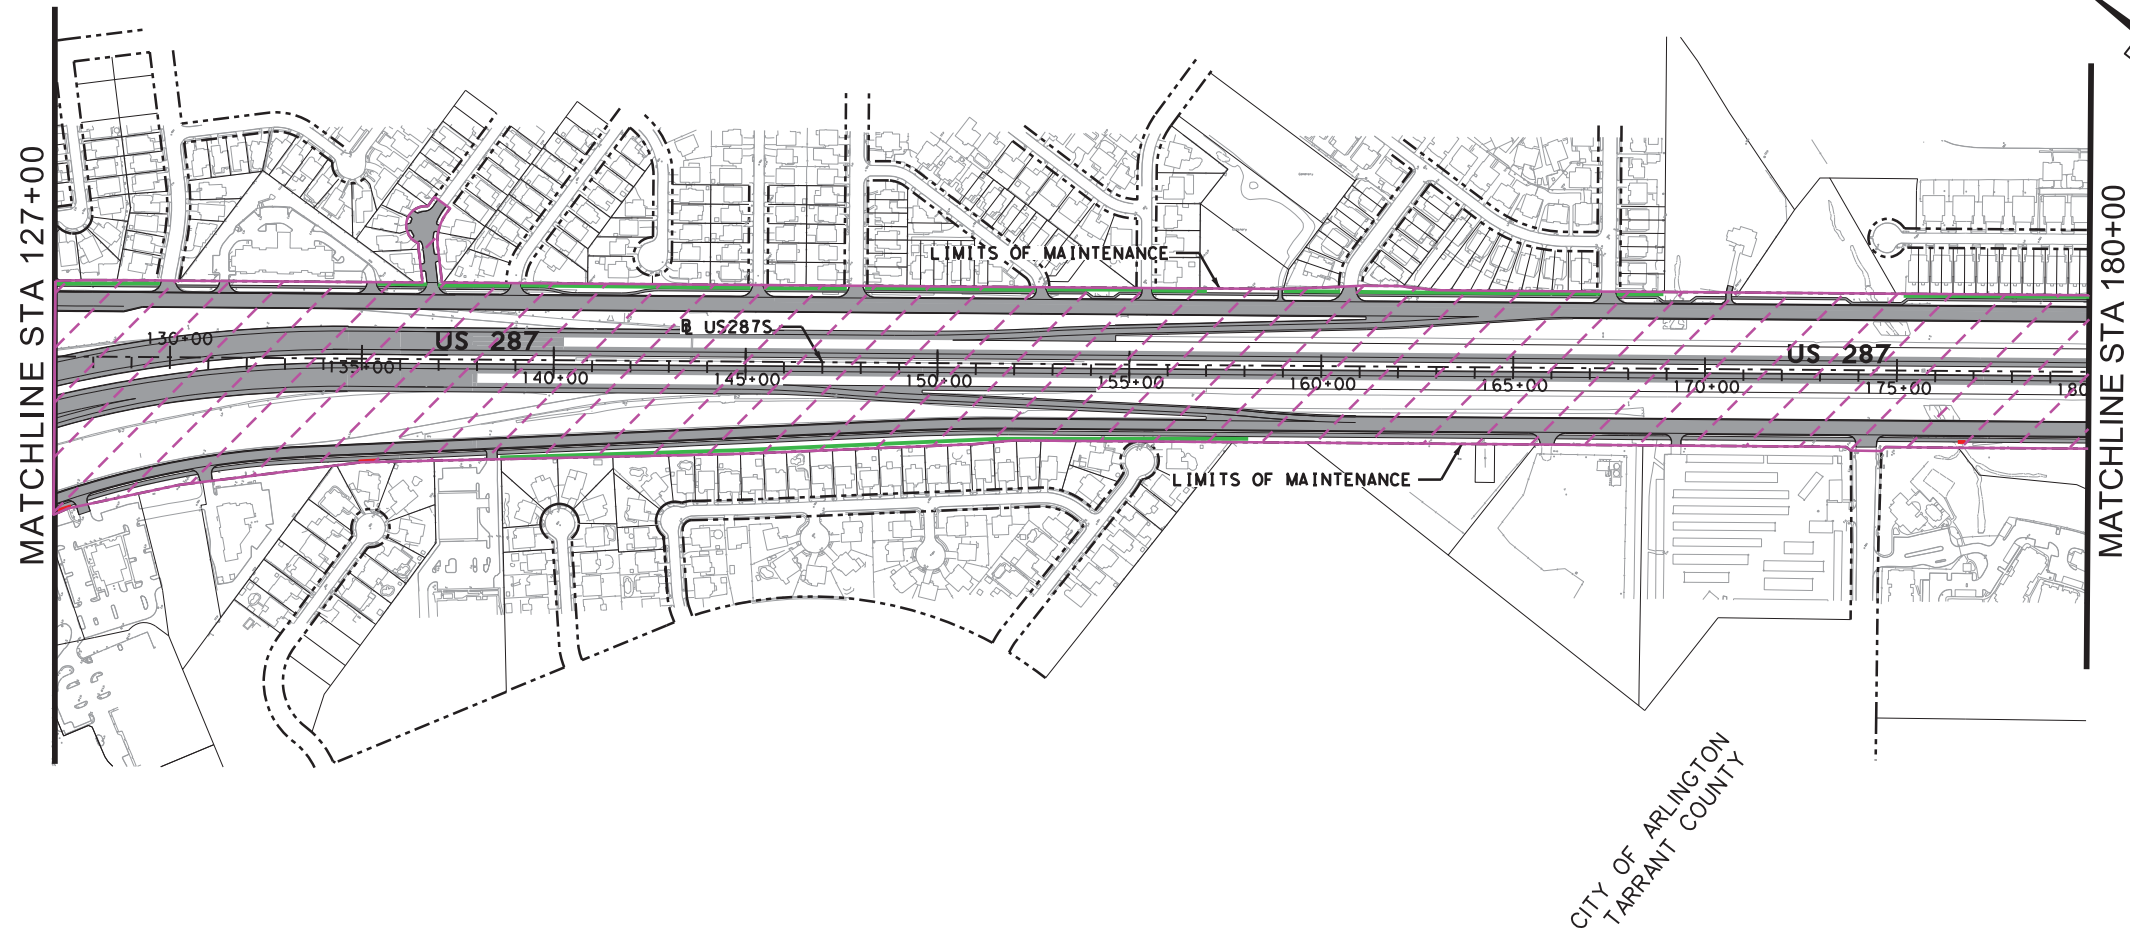 MATCHLINE STA 127+00
LIMITS OF MAINTENANCE
130+00
US 287
US287S
135+00
140+00
145+00
150+00
155+00
160+00
165+00
170+00
US 287
175+00
180
LIMITS OF MAINTENANCE
MATCHLINE STA 180+00
CITY OF ARLINGTON
TARRANT COUNTY